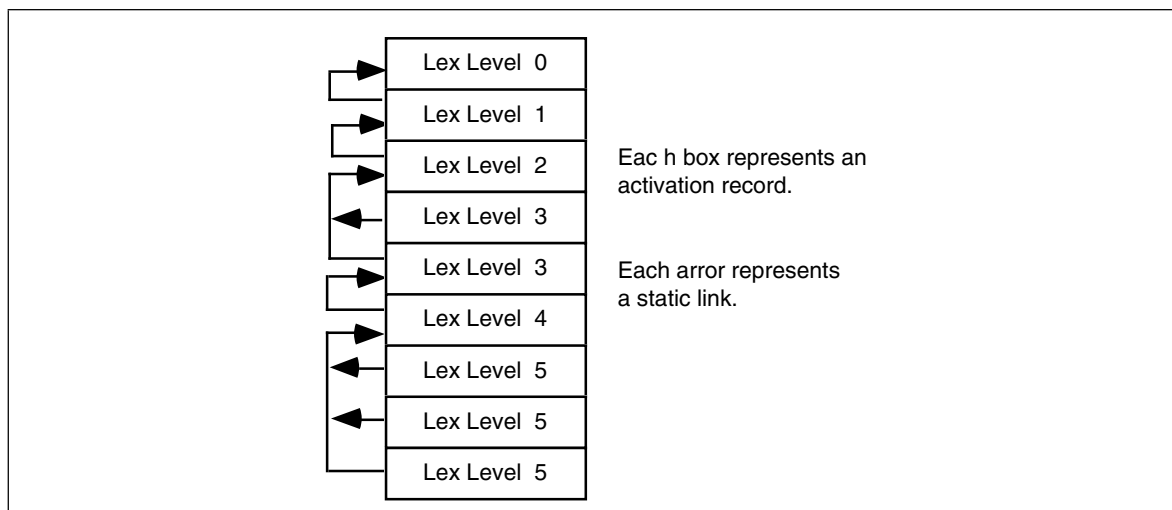 Lex Level 0
Lex Level 1
Lex Level 2
Lex Level 3
Lex Level 3
Lex Level 4
Lex Level 5
Lex Level 5
Lex Level 5
Eac h box represents an
activation record.
Each arror represents
a static link.